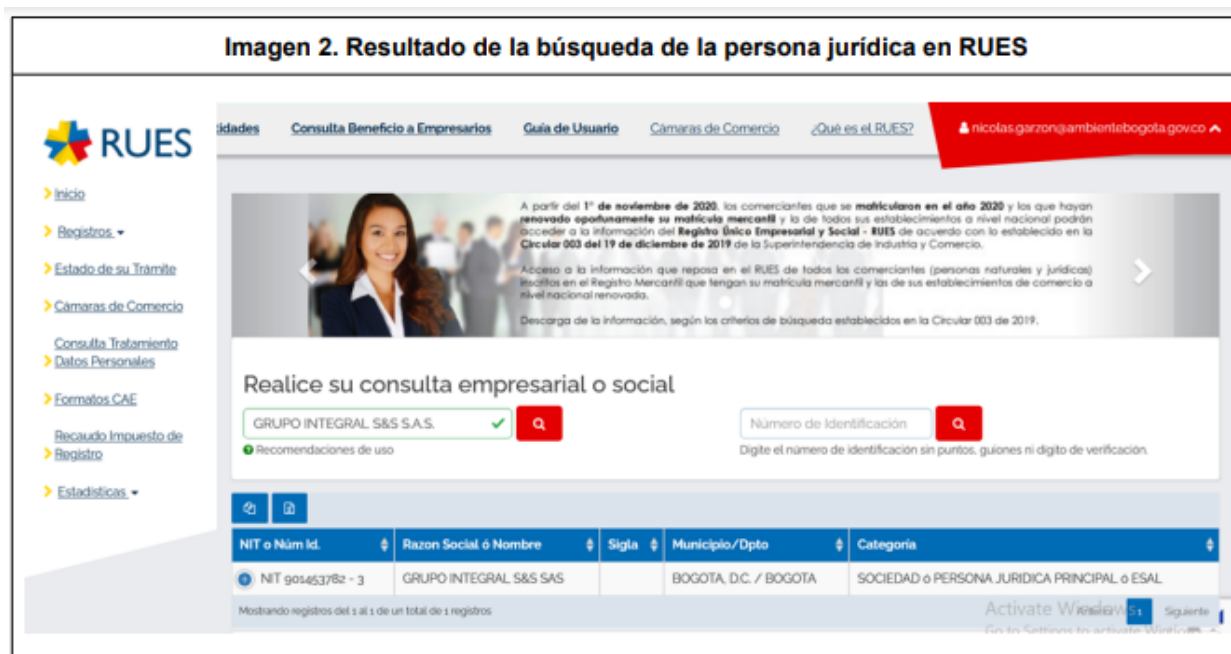 Imagen 2. Resultado de la búsqueda de la persona jurídica en RUES
RUES
idades Consulta Beneficio a Empresarios Guía de Usuario Cámaras de Comercio ¿Qué es el RUES? nicolas.garzon@ambientebogota.gov.co
Inicio
Registros
Estado de su Trámite
Cámaras de Comercio
Consulta Tratamiento
Datos Personales
Formatos CAE
Recaudo Impuesto de
Registro
Estadísticas
A partir del 1° de noviembre de 2020, los comerciantes que se matricularon en el año 2020 y los que hayan
renovado oportunamente su matrícula mercantil y la de todos sus establecimientos a nivel nacional podrán
acceder a la información del Registro Único Empresarial y Social - RUES de acuerdo con lo establecido en la
Circular 003 del 19 de diciembre de 2019 de la Superintendencia de Industria y Comercio.
Acceso a la información que reposa en el RUES de todos los comerciantes (personas naturales y jurídicas)
inscritos en el Registro Mercantil que tengan su matrícula mercantil y las de sus establecimientos de comercio a
nivel nacional renovada.
Descarga de la información, según los criterios de búsqueda establecidos en la Circular 003 de 2019.
Realice su consulta empresarial o social
GRUPO INTEGRAL S&S S.A.S. Número de Identificación
Recomendaciones de uso Digite el número de identificación sin puntos, guiones ni digito de verificación.
NIT o Núm Id. Razon Social ó Nombre Sigla Municipio/Dpto Categoria
NIT 901453782 - 3 GRUPO INTEGRAL S&S SAS BOGOTA, D.C. / BOGOTA SOCIEDAD ó PERSONA JURIDICA PRINCIPAL ó ESAL
Mostrando registros del 1 al 1 de un total de 1 registros 1 Siguiente
Activate Windows
Go to Settings to activate Windows